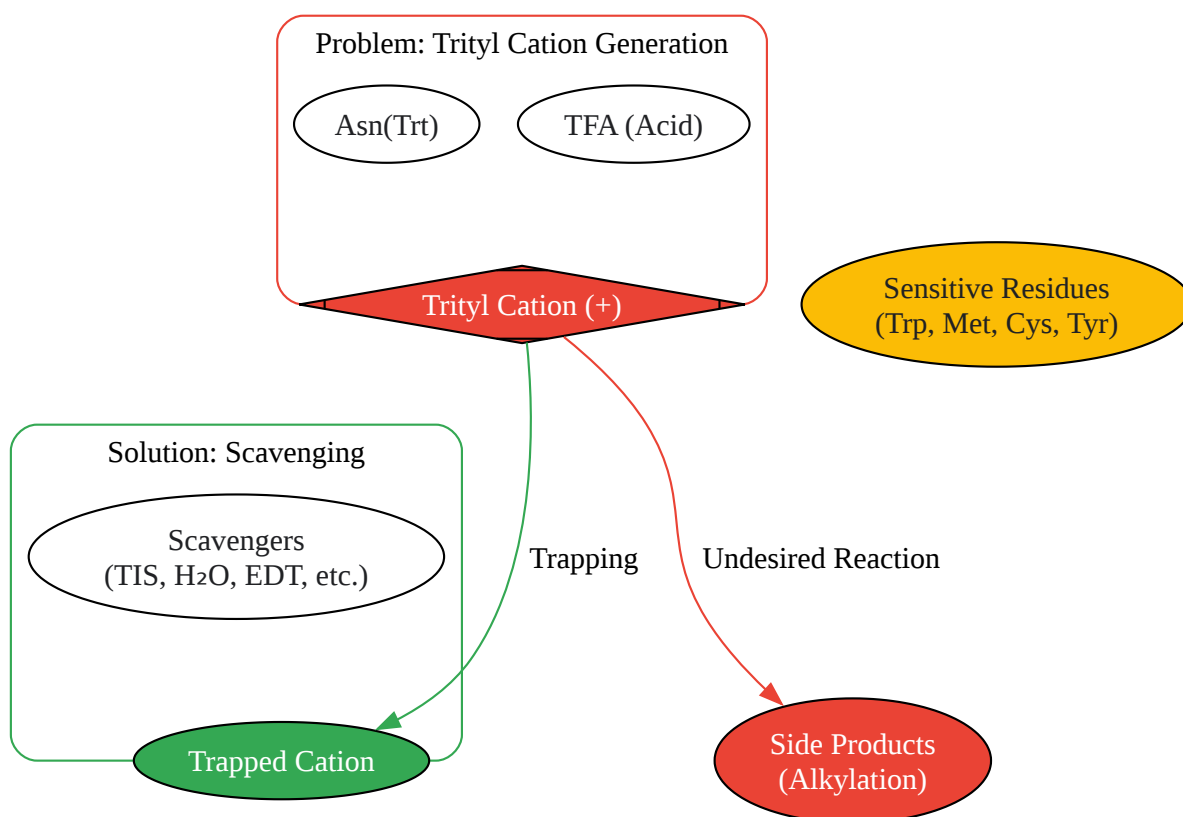 Problem: Trityl Cation Generation
Asn(Trt)
TFA (Acid)
Trityl Cation (+)
Sensitive Residues
(Trp, Met, Cys, Tyr)
Solution: Scavenging
Scavengers
(TIS, H₂O, EDT, etc.)
Trapping
Undesired Reaction
Trapped Cation
Side Products
(Alkylation)